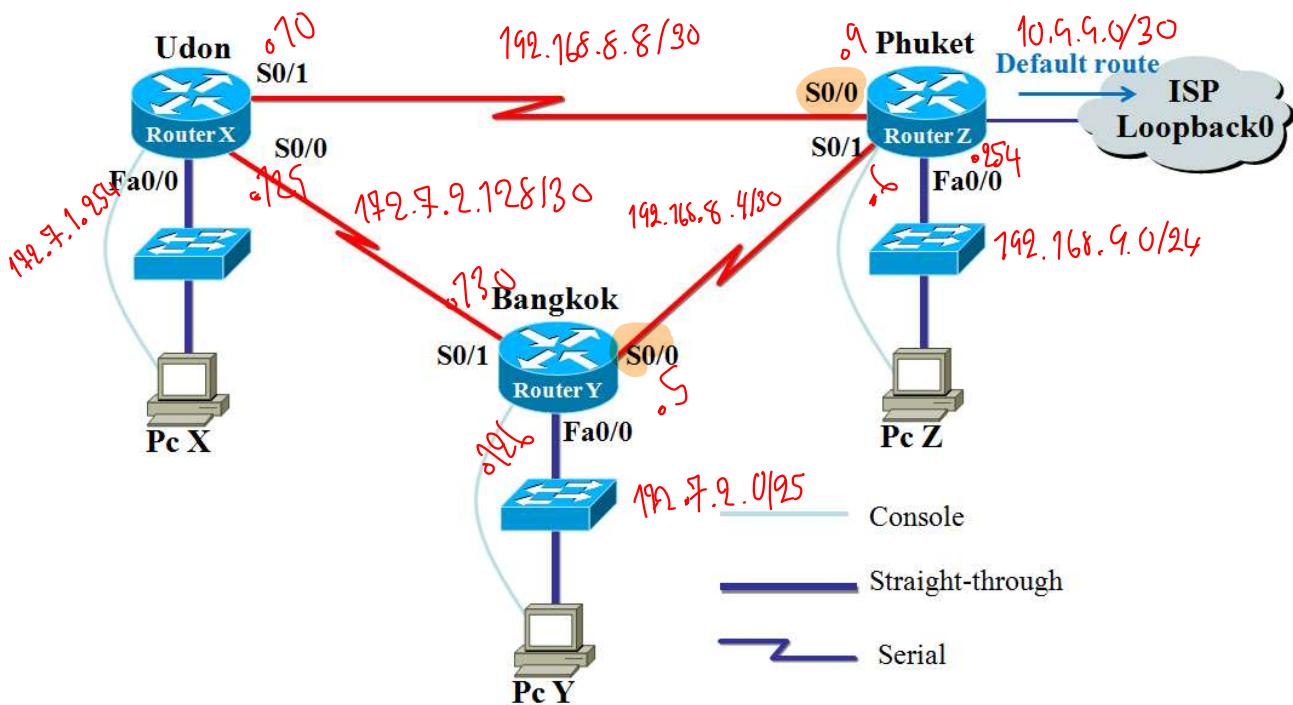 .10
192.168.8.8/30
.9
Udon
S0/1
Phuket
10.9.9.0/30
Default route
S0/0
ISP
Loopback0
Router X
Router Z
S0/0
S0/1
.254
Fa0/0
.125
172.7.2.128/30
192.168.8.4/30
.6
Fa0/0
172.7.1.254
192.168.9.0/24
.130
Bangkok
S0/1
S0/0
Router Y
.5
Pc X
Pc Z
Fa0/0
.126
172.7.2.0/25
Console
Straight-through
Serial
Pc Y